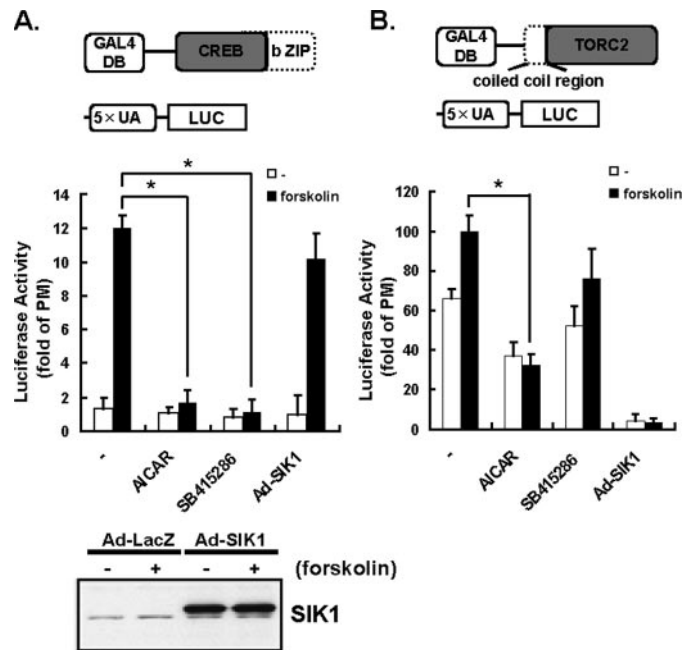 A.
GAL4 DB
CREB
b ZIP
5× UA
LUC
*
*
-
forskolin
14
12
10
8
6
4
2
0
Luciferase Activity
(fold of PM)
-
AICAR
SB415286
Ad-SIK1
Ad-LacZ
Ad-SIK1
- + - + (forskolin)
SIK1
B.
GAL4 DB
TORC2
coiled coil region
5× UA
LUC
*
-
forskolin
120
100
80
60
40
20
0
Luciferase Activity
(fold of PM)
-
AICAR
SB415286
Ad-SIK1